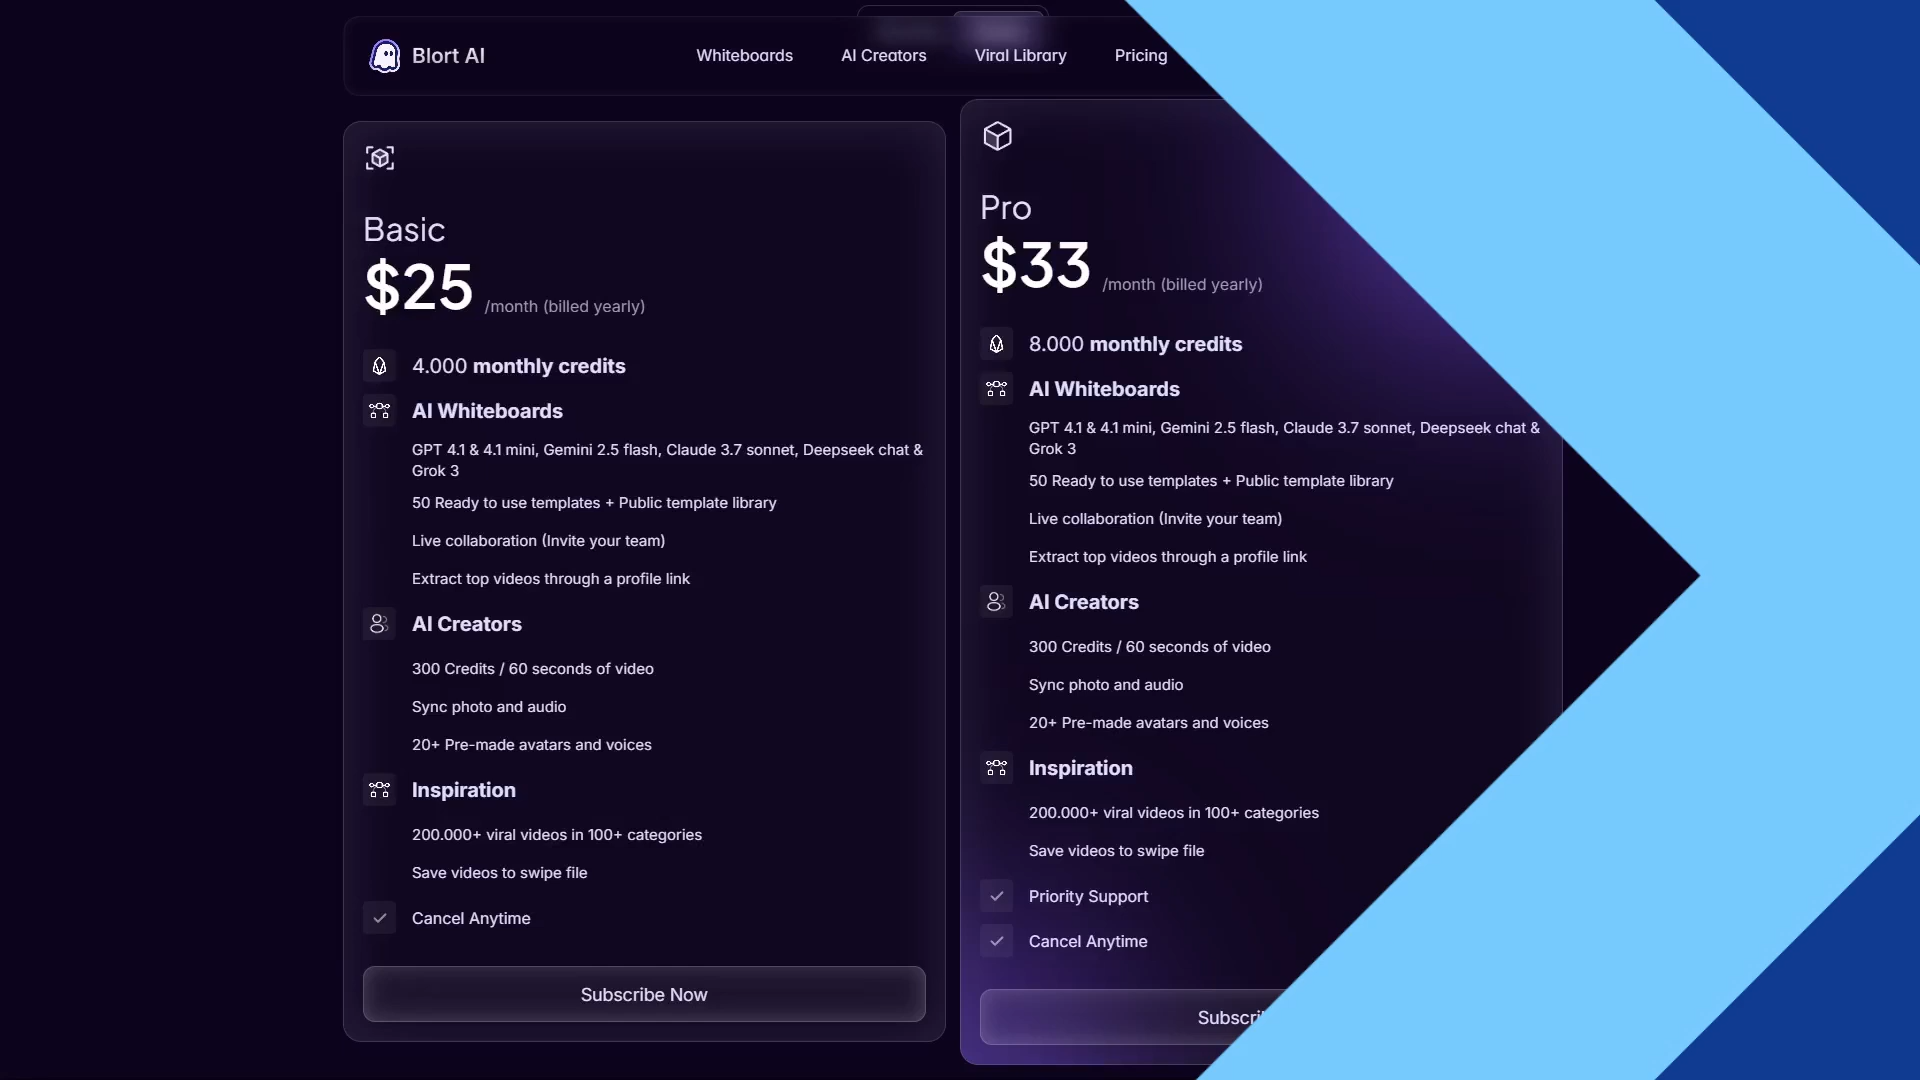 Blort AI
Whiteboards
AI Creators
Viral Library
Pricing
Basic
$25 /month (billed yearly)
4.000 monthly credits
AI Whiteboards
GPT 4.1 & 4.1 mini, Gemini 2.5 flash, Claude 3.7 sonnet, Deepseek chat &
Grok 3
50 Ready to use templates + Public template library
Live collaboration (Invite your team)
Extract top videos through a profile link
AI Creators
300 Credits / 60 seconds of video
Sync photo and audio
20+ Pre-made avatars and voices
Inspiration
200.000+ viral videos in 100+ categories
Save videos to swipe file
Cancel Anytime
Subscribe Now
Pro
$33 /month (billed yearly)
8.000 monthly credits
AI Whiteboards
GPT 4.1 & 4.1 mini, Gemini 2.5 flash, Claude 3.7 sonnet, Deepseek chat &
Grok 3
50 Ready to use templates + Public template library
Live collaboration (Invite your team)
Extract top videos through a profile link
AI Creators
300 Credits / 60 seconds of video
Sync photo and audio
20+ Pre-made avatars and voices
Inspiration
200.000+ viral videos in 100+ categories
Save videos to swipe file
Priority Support
Cancel Anytime